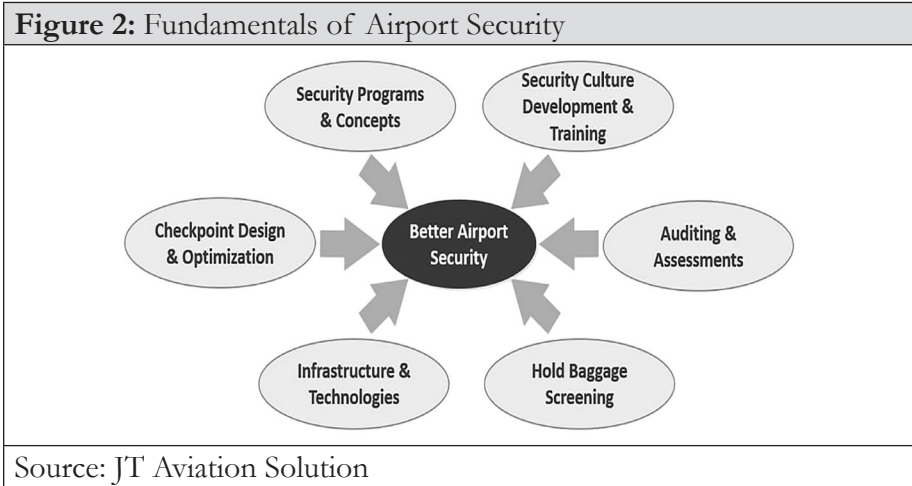 Figure 2: Fundamentals of Airport Security
Security Programs
& Concepts
Security Culture
Development &
Training
Checkpoint Design
& Optimization
Better Airport
Security
Auditing &
Assessments
Infrastructure &
Technologies
Hold Baggage
Screening
Source: JT Aviation Solution